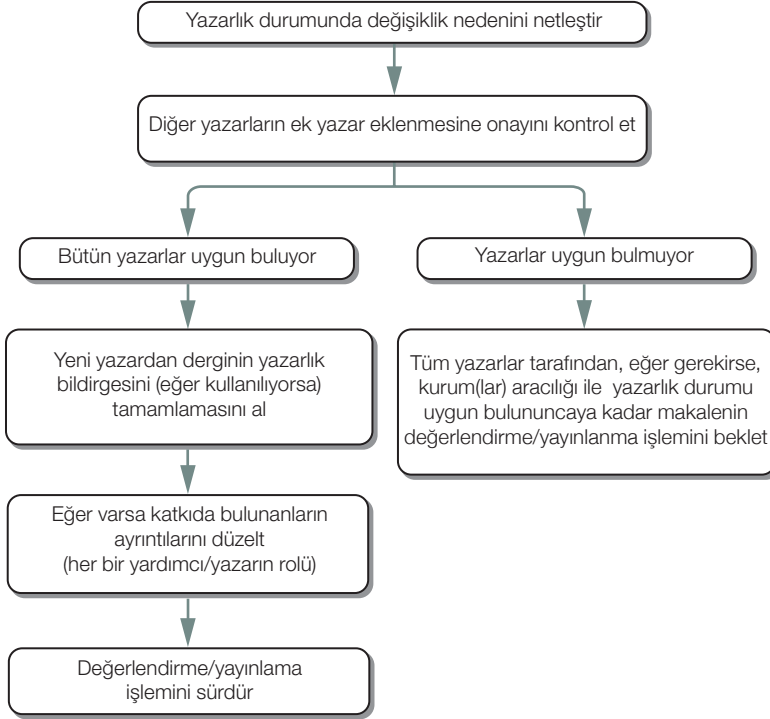 Yazarlık durumunda değişiklik nedenini netleştir
Diğer yazarların ek yazar eklenmesine onayını kontrol et
Bütün yazarlar uygun buluyor
Yazarlar uygun bulmuyor
Yeni yazardan derginin yazarlık
bildirgesini (eğer kullanılıyorsa)
tamamlamasını al
Tüm yazarlar tarafından, eğer gerekirse,
kurum(lar) aracılığı ile yazarlık durumu
uygun bulununcaya kadar makalenin
değerlendirme/yayınlanma işlemini beklet
Eğer varsa katkıda bulunanların
ayrıntılarını düzelt
(her bir yardımcı/yazarın rolü)
Değerlendirme/yayınlama
işlemini sürdür